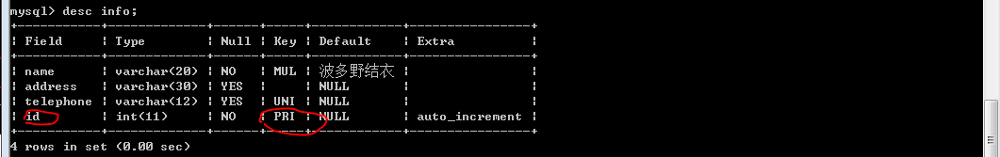 mysql> desc info;
+-----------+-------------+------+-----+----------+----------------+
| Field | Type | Null | Key | Default | Extra |
+-----------+-------------+------+-----+----------+----------------+
| name | varchar(20) | NO | MUL | 波多野结衣 | |
| address | varchar(30) | YES | | NULL | |
| telephone | varchar(12) | YES | UNI | NULL | |
| id | int(11) | NO | PRI | NULL | auto_increment |
+-----------+-------------+------+-----+----------+----------------+
4 rows in set (0.00 sec)